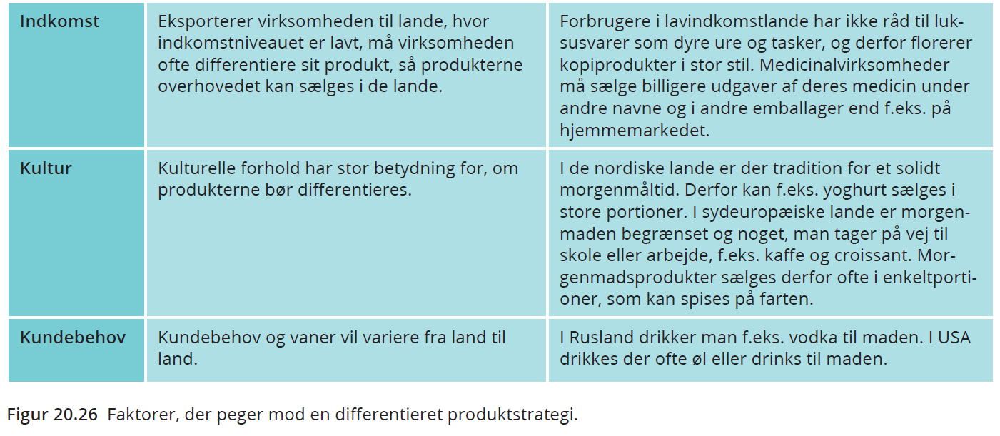 Indkomst
Eksporterer virksomheden til lande, hvor
indkomstniveauet er lavt, må virksomheden
ofte differentiere sit produkt, så produkterne
overhovedet kan sælges i de lande.
Forbrugere i lavindkomstlande har ikke råd til luk-
susvarer som dyre ure og tasker, og derfor florerer
kopiprodukter i stor stil. Medicinalvirksomheder
må sælge billigere udgaver af deres medicin under
andre navne og i andre emballager end f.eks. på
hjemmemarkedet.
Kultur
Kulturelle forhold har stor betydning for, om
produkterne bør differentieres.
I de nordiske lande er der tradition for et solidt
morgenmåltid. Derfor kan f.eks. yoghurt sælges i
store portioner. I sydeuropæiske lande er morgen-
maden begrænset og noget, man tager på vej til
skole eller arbejde, f.eks. kaffe og croissant. Mor-
genmadsprodukter sælges derfor ofte i enkeltporti-
oner, som kan spises på farten.
Kundebehov
Kundebehov og vaner vil variere fra land til
land.
I Rusland drikker man f.eks. vodka til maden. I USA
drikkes der ofte øl eller drinks til maden.
Figur 20.26 Faktorer, der peger mod en differentieret produktstrategi.